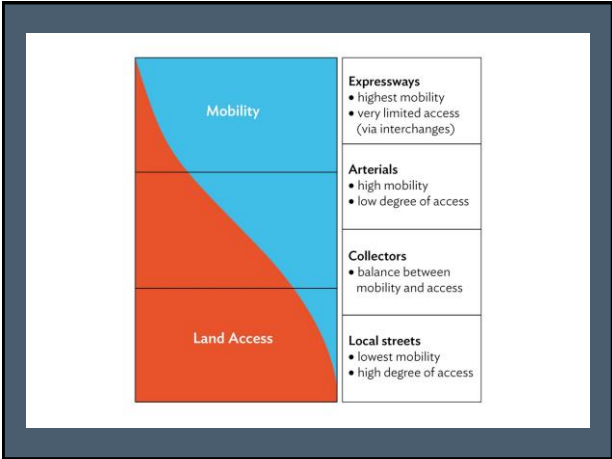 Mobility
Land Access
Expressways
• highest mobility
• very limited access
(via interchanges)
Arterials
• high mobility
• low degree of access
Collectors
• balance between
mobility and access
Local streets
• lowest mobility
• high degree of access